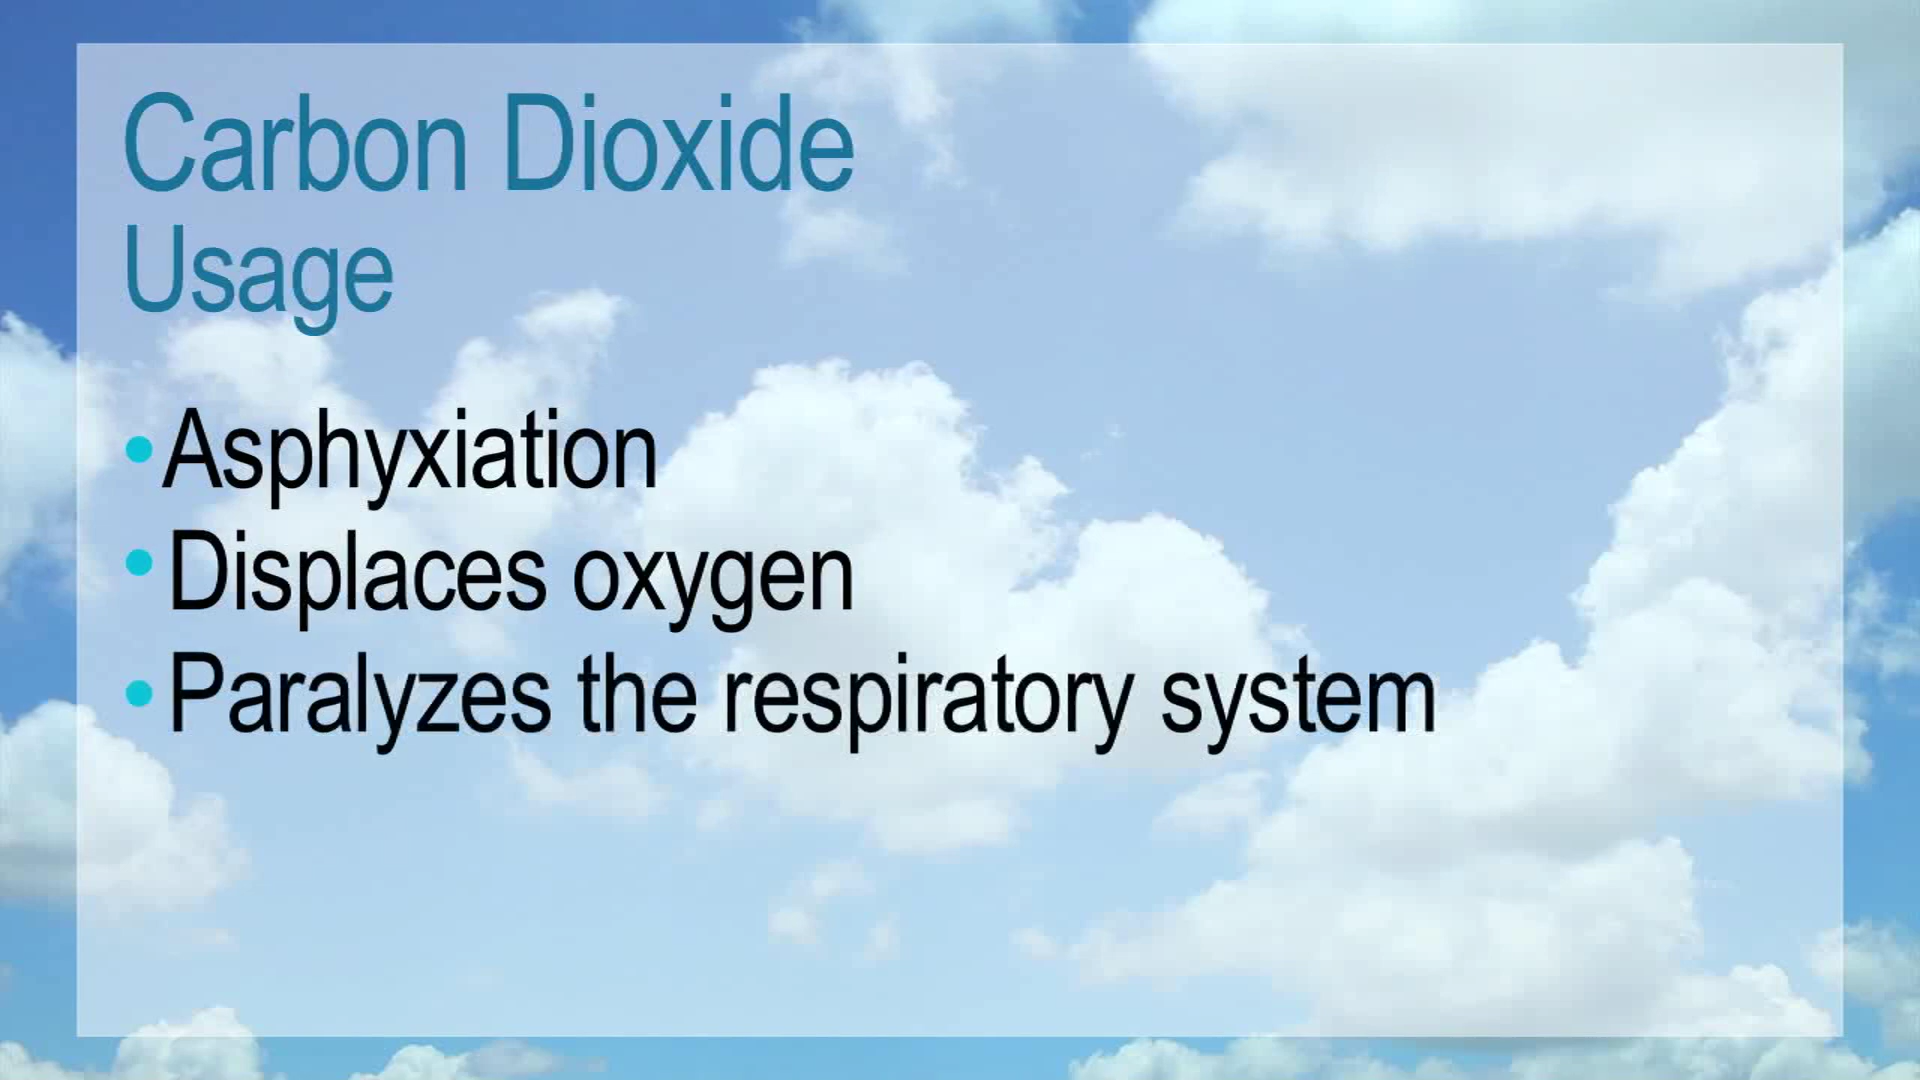 Carbon Dioxide
Usage
• Asphyxiation
• Displaces oxygen
• Paralyzes the respiratory system